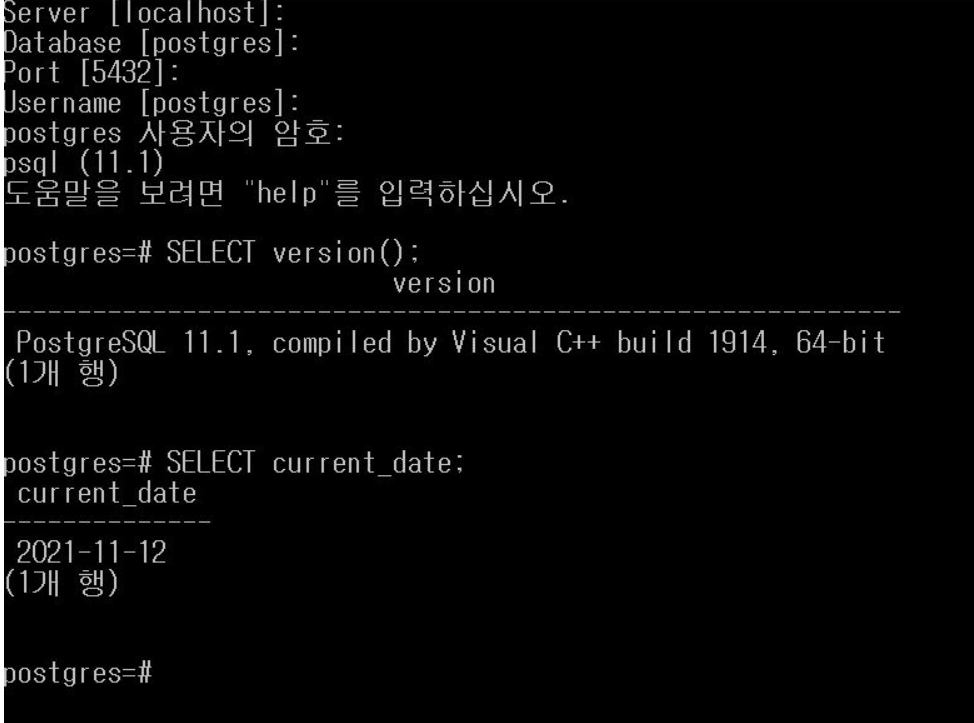 Server [localhost]:
Database [postgres]:
Port [5432]:
Username [postgres]:
postgres 사용자의 암호:
psql (11.1)
도움말을 보려면 "help"를 입력하십시오.
postgres=# SELECT version();
version
------------------------------------------------------------
PostgreSQL 11.1, compiled by Visual C++ build 1914, 64-bit
(1개 행)
postgres=# SELECT current_date;
current_date
--------------
2021-11-12
(1개 행)
postgres=#